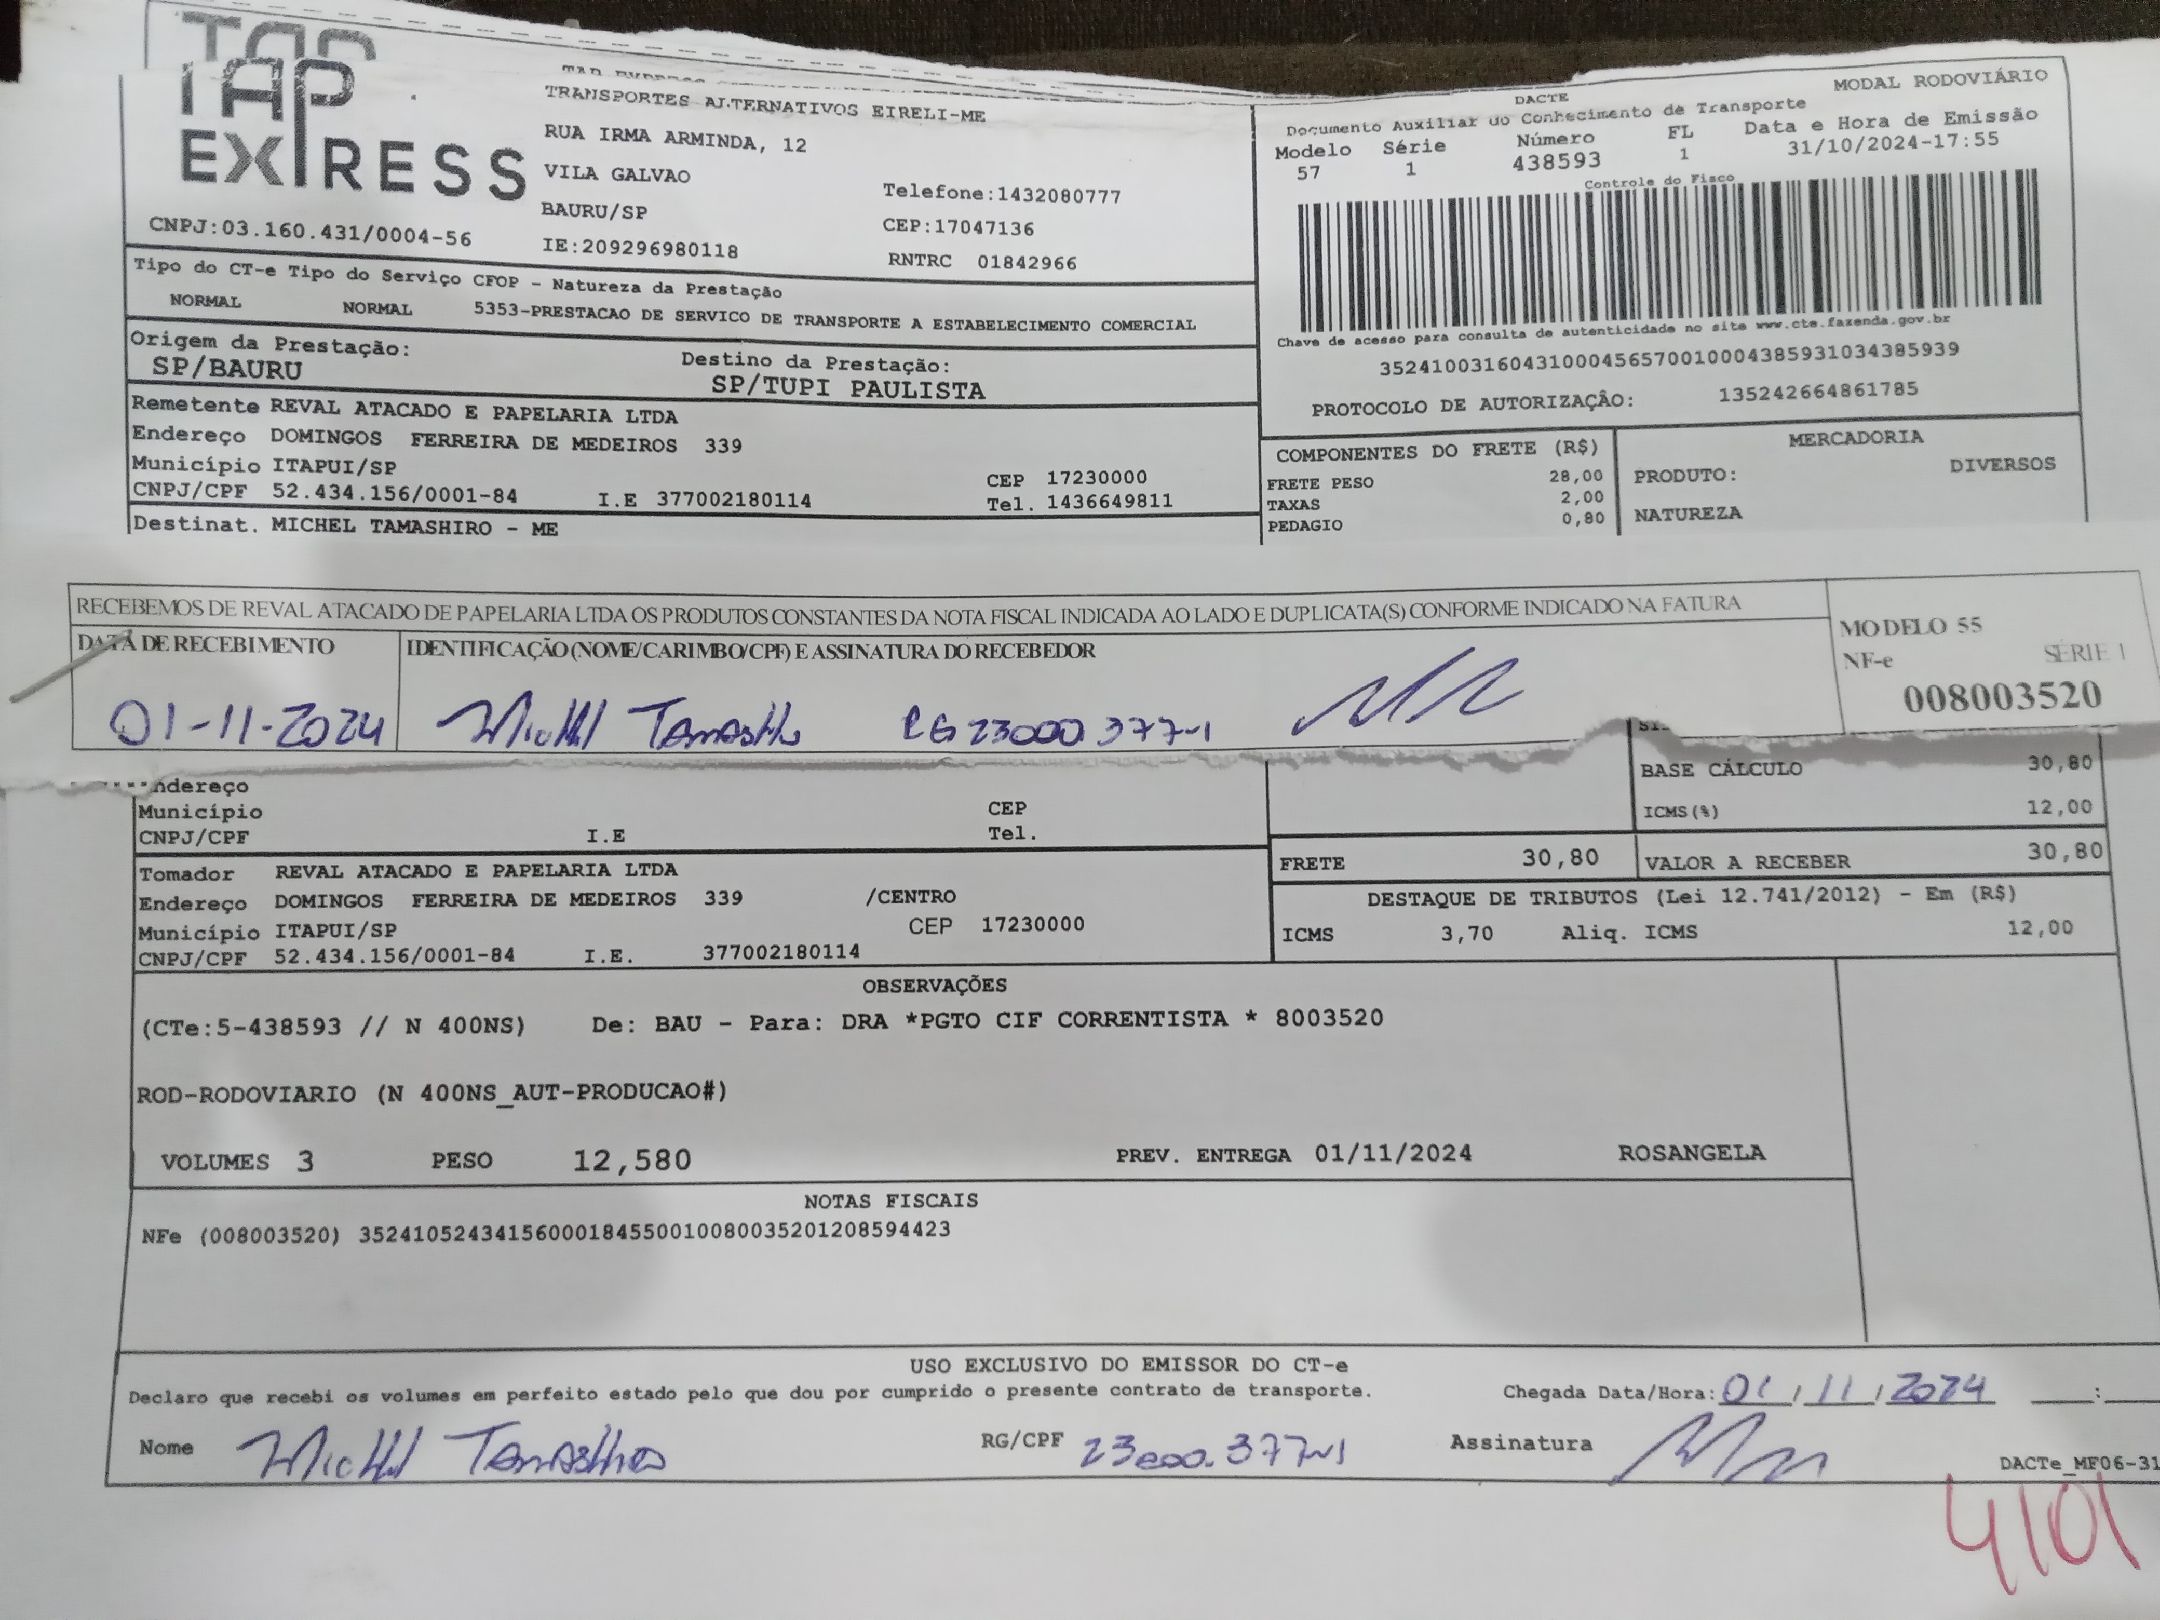 TAP
EXPRESS
TRANSPORTES ALTERNATIVOS EIRELI-ME
RUA IRMA ARMINDA, 12
VILA GALVAO
Telefone:1432080777
BAURU/SP
CEP:17047136
CNPJ:03.160.431/0004-56
IE:209296980118
RNTRC 01842966
MODAL RODOVIÁRIO
DACTE
Documento Auxiliar do Conhecimento de Transporte
Modelo Série Número FL Data e Hora de Emissão
57 1 438593 1 31/10/2024-17:55
Controle do Fisco
Chave de acesso para consulta de autenticidade no site www.cte.fazenda.gov.br
35241003160431000456570010004385931034385939
PROTOCOLO DE AUTORIZAÇÃO: 135242664861785
Tipo do CT-e Tipo do Serviço CFOP - Natureza da Prestação
NORMAL NORMAL 5353-PRESTACAO DE SERVICO DE TRANSPORTE A ESTABELECIMENTO COMERCIAL
Origem da Prestação: Destino da Prestação:
SP/BAURU SP/TUPI PAULISTA
Remetente REVAL ATACADO E PAPELARIA LTDA
Endereço DOMINGOS FERREIRA DE MEDEIROS 339
Município ITAPUI/SP CEP 17230000
CNPJ/CPF 52.434.156/0001-84 I.E 377002180114 Tel. 1436649811
Destinat. MICHEL TAMASHIRO - ME
COMPONENTES DO FRETE (R$)
FRETE PESO 28,00
TAXAS 2,00
PEDAGIO 0,80
MERCADORIA
PRODUTO: DIVERSOS
NATUREZA
RECEBEMOS DE REVAL ATACADO DE PAPELARIA LTDA OS PRODUTOS CONSTANTES DA NOTA FISCAL INDICADA AO LADO E DUPLICATA(S) CONFORME INDICADO NA FATURA
DATA DE RECEBIMENTO
IDENTIFICAÇÃO (NOME/CARIMBO/CPF) E ASSINATURA DO RECEBEDOR
MODELO 55
NF-e SÉRIE 1
008003520
01-11-2024 Michel Tamashiro RG 23000377-1
Endereço
Município CEP
CNPJ/CPF I.E Tel.
BASE CÁLCULO 30,80
ICMS(%) 12,00
FRETE 30,80 VALOR A RECEBER 30,80
Tomador REVAL ATACADO E PAPELARIA LTDA
Endereço DOMINGOS FERREIRA DE MEDEIROS 339 /CENTRO
Município ITAPUI/SP CEP 17230000
CNPJ/CPF 52.434.156/0001-84 I.E. 377002180114
DESTAQUE DE TRIBUTOS (Lei 12.741/2012) - Em (R$)
ICMS 3,70 Aliq. ICMS 12,00
OBSERVAÇÕES
(CTe:5-438593 // N 400NS) De: BAU - Para: DRA *PGTO CIF CORRENTISTA * 8003520
ROD-RODOVIARIO (N 400NS_AUT-PRODUCAO#)
VOLUMES 3 PESO 12,580 PREV. ENTREGA 01/11/2024 ROSANGELA
NOTAS FISCAIS
NFe (008003520) 35241052434156000184550010080035201208594423
USO EXCLUSIVO DO EMISSOR DO CT-e
Declaro que recebi os volumes em perfeito estado pelo que dou por cumprido o presente contrato de transporte. Chegada Data/Hora: 01/11/2024 :
Nome Michel Tamashiro RG/CPF 23000.377-1 Assinatura
DACTe_MF06-31
4101